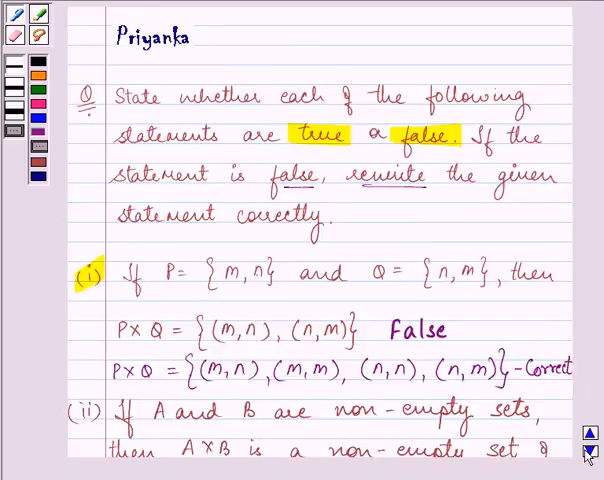 Priyanka
Q State whether each of the following
statements are true or false. If the
statement is false, rewrite the given
statement correctly.
(i) If P = {m, n} and Q = {n, m}, then
P× Q = {(m,n), (n,m)} False
P× Q = {(m,n), (m,m), (n,n), (n,m)} - Correct
(ii) If A and B are non-empty sets,
then A×B is a non-empty set of